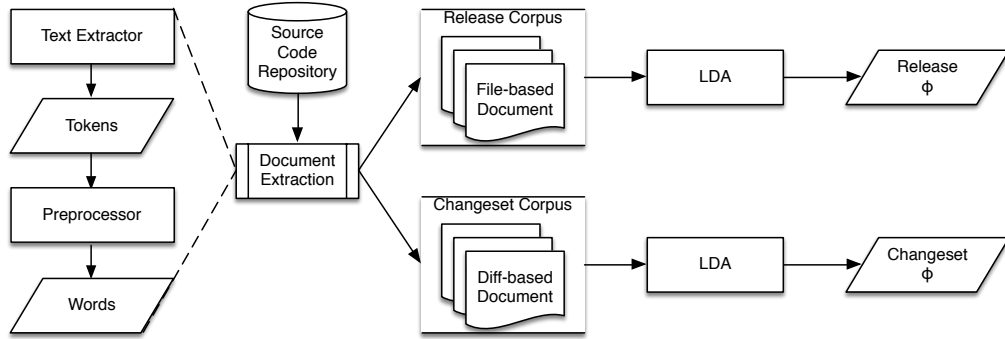 Text Extractor
Tokens
Preprocessor
Words
Source
Code
Repository
Document
Extraction
Release Corpus
File-based
Document
LDA
Release
ϕ
Changeset Corpus
Diff-based
Document
LDA
Changeset
ϕ